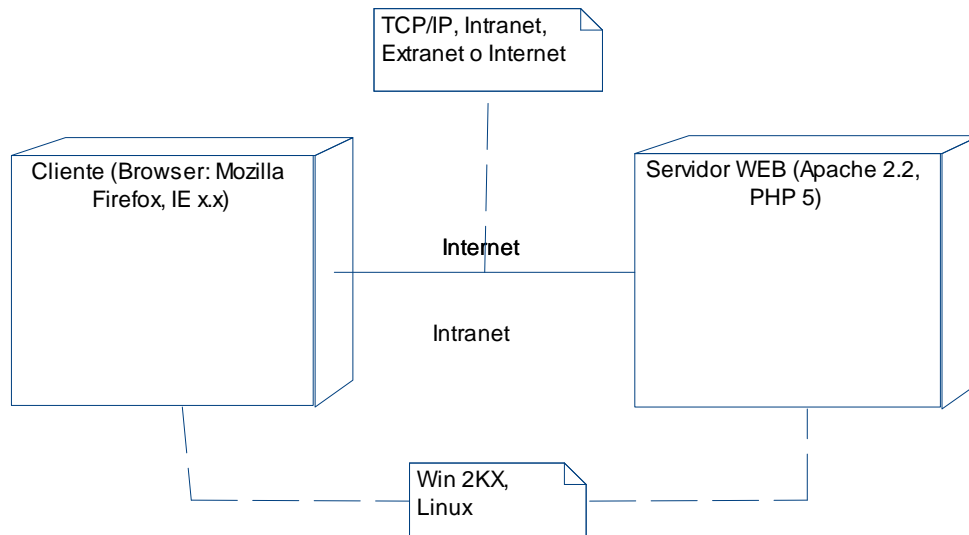 TCP/IP, Intranet,
Extranet o Internet
Cliente (Browser: Mozilla
Firefox, IE x.x)
Servidor WEB (Apache 2.2,
PHP 5)
Internet
Intranet
Win 2KX,
Linux